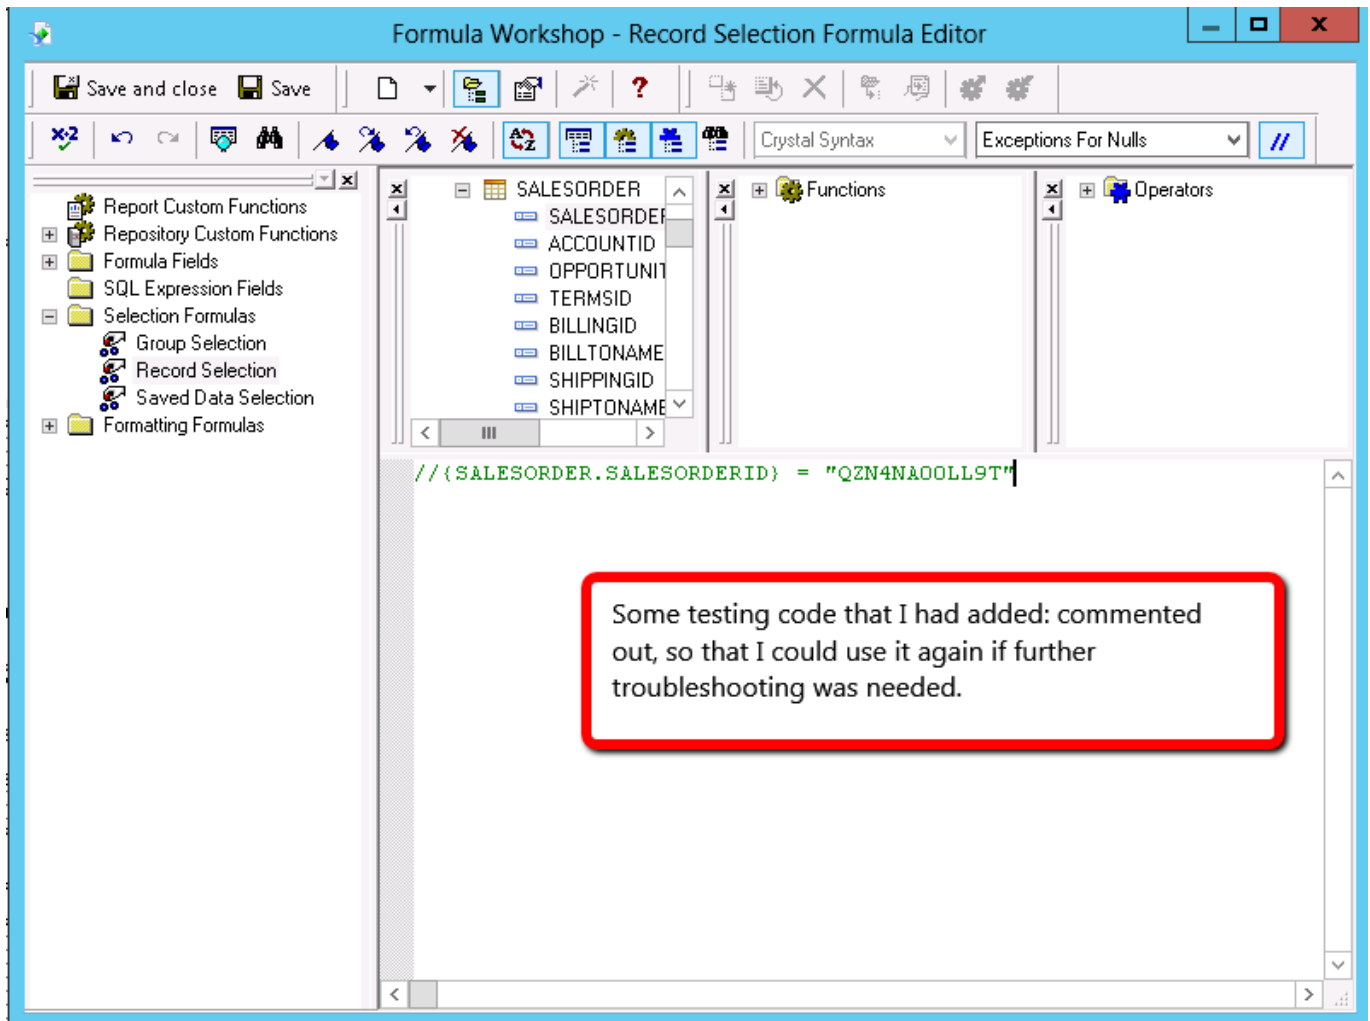 Formula Workshop - Record Selection Formula Editor
Save and close Save
Crystal Syntax Exceptions For Nulls //
Report Custom Functions
Repository Custom Functions
Formula Fields
SQL Expression Fields
Selection Formulas
Group Selection
Record Selection
Saved Data Selection
Formatting Formulas
SALESORDER
SALESORDER
ACCOUNTID
OPPORTUNIT
TERMSID
BILLINGID
BILLTONAME
SHIPPINGID
SHIPTONAME
Functions
Operators
//{SALESORDER.SALESORDERID} = "QZN4NAOOLL9T"
Some testing code that I had added: commented
out, so that I could use it again if further
troubleshooting was needed.